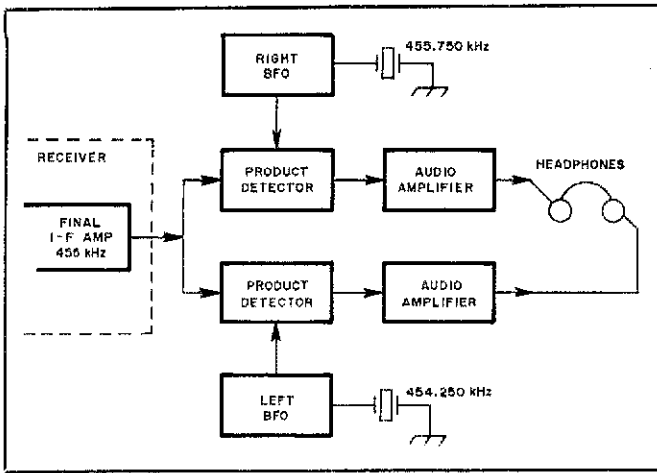 RIGHT
BFO
455.750 kHz
RECEIVER
PRODUCT
DETECTOR
AUDIO
AMPLIFIER
HEADPHONES
FINAL
I-F AMP
455 kHz
PRODUCT
DETECTOR
AUDIO
AMPLIFIER
LEFT
BFO
454.250 kHz